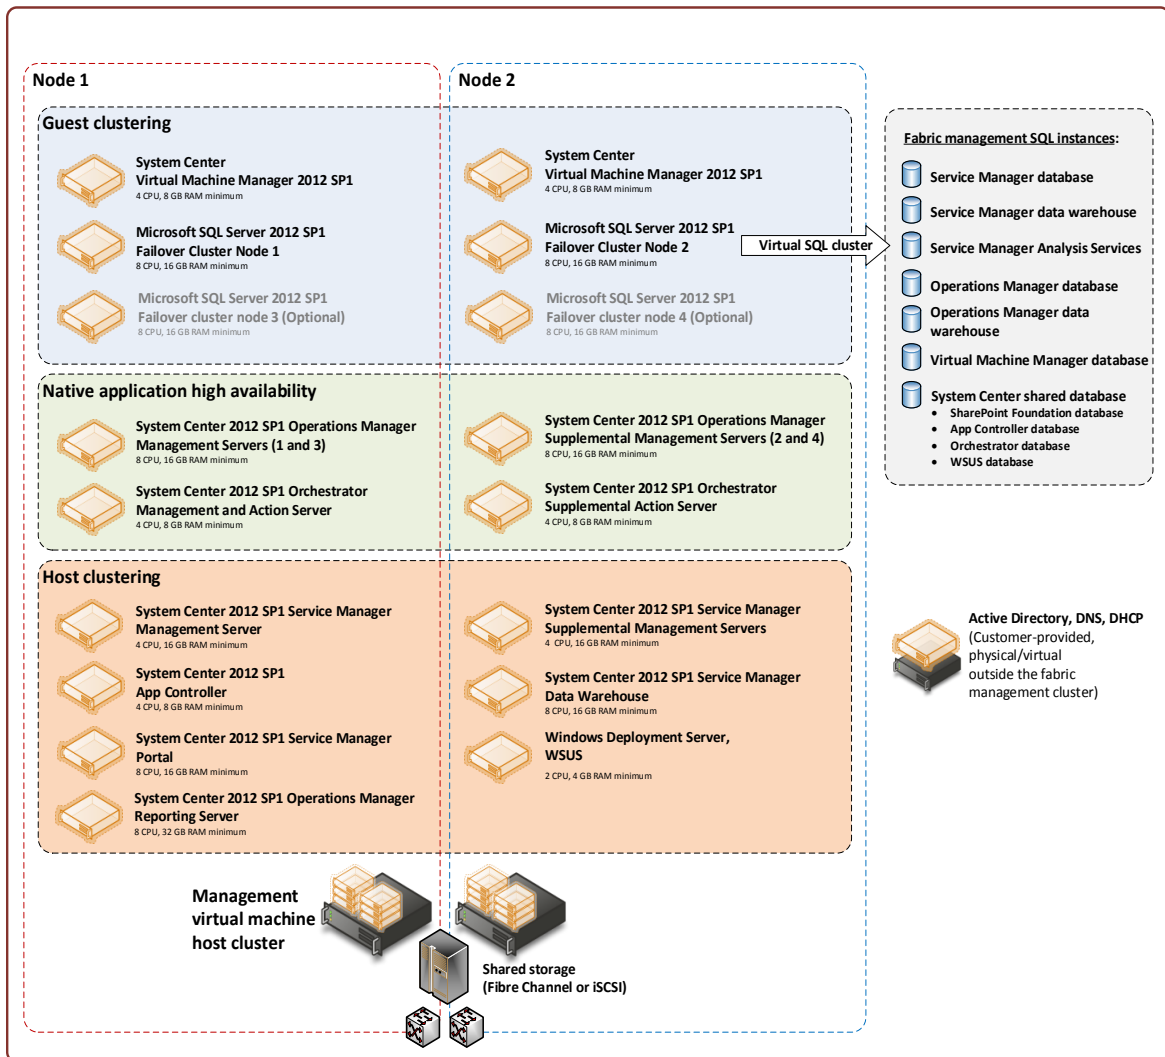 Node 1
Node 2
Guest clustering
System Center
Virtual Machine Manager 2012 SP1
4 CPU, 8 GB RAM minimum
Microsoft SQL Server 2012 SP1
Failover Cluster Node 1
8 CPU, 16 GB RAM minimum
Microsoft SQL Server 2012 SP1
Failover cluster node 3 (Optional)
8 CPU, 16 GB RAM minimum
System Center
Virtual Machine Manager 2012 SP1
4 CPU, 8 GB RAM minimum
Microsoft SQL Server 2012 SP1
Failover Cluster Node 2
8 CPU, 16 GB RAM minimum
Microsoft SQL Server 2012 SP1
Failover cluster node 4 (Optional)
8 CPU, 16 GB RAM minimum
Virtual SQL cluster
Fabric management SQL instances:
Service Manager database
Service Manager data warehouse
Service Manager Analysis Services
Operations Manager database
Operations Manager data
warehouse
Virtual Machine Manager database
System Center shared database
• SharePoint Foundation database
• App Controller database
• Orchestrator database
• WSUS database
Native application high availability
System Center 2012 SP1 Operations Manager
Management Servers (1 and 3)
8 CPU, 16 GB RAM minimum
System Center 2012 SP1 Orchestrator
Management and Action Server
4 CPU, 8 GB RAM minimum
System Center 2012 SP1 Operations Manager
Supplemental Management Servers (2 and 4)
8 CPU, 16 GB RAM minimum
System Center 2012 SP1 Orchestrator
Supplemental Action Server
4 CPU, 8 GB RAM minimum
Host clustering
System Center 2012 SP1 Service Manager
Management Server
4 CPU, 16 GB RAM minimum
System Center 2012 SP1
App Controller
4 CPU, 8 GB RAM minimum
System Center 2012 SP1 Service Manager
Portal
8 CPU, 16 GB RAM minimum
System Center 2012 SP1 Operations Manager
Reporting Server
8 CPU, 32 GB RAM minimum
System Center 2012 SP1 Service Manager
Supplemental Management Servers
4 CPU, 16 GB RAM minimum
System Center 2012 SP1 Service Manager
Data Warehouse
8 CPU, 16 GB RAM minimum
Windows Deployment Server,
WSUS
2 CPU, 4 GB RAM minimum
Active Directory, DNS, DHCP
(Customer-provided,
physical/virtual
outside the fabric
management cluster)
Management
virtual machine
host cluster
Shared storage
(Fibre Channel or iSCSI)